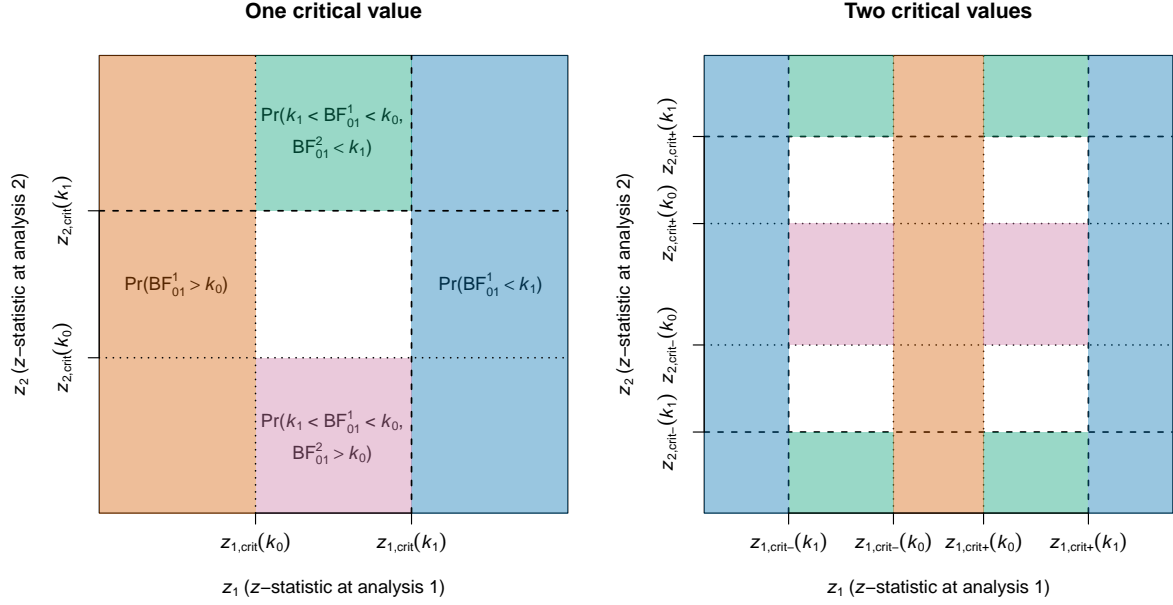 One critical value
Pr(k₁ < BF¹₀₁ < k₀,
BF²₀₁ < k₁)
Pr(BF¹₀₁ > k₀)
Pr(BF¹₀₁ < k₁)
Pr(k₁ < BF¹₀₁ < k₀,
BF²₀₁ > k₀)
z₂ (z−statistic at analysis 2)
z₂,crit(k₁)
z₂,crit(k₀)
z₁,crit(k₀)
z₁,crit(k₁)
z₁ (z−statistic at analysis 1)
Two critical values
z₂ (z−statistic at analysis 2)
z₂,crit+(k₁)
z₂,crit+(k₀)
z₂,crit−(k₀)
z₂,crit−(k₁)
z₁,crit−(k₁)
z₁,crit−(k₀)
z₁,crit+(k₀)
z₁,crit+(k₁)
z₁ (z−statistic at analysis 1)